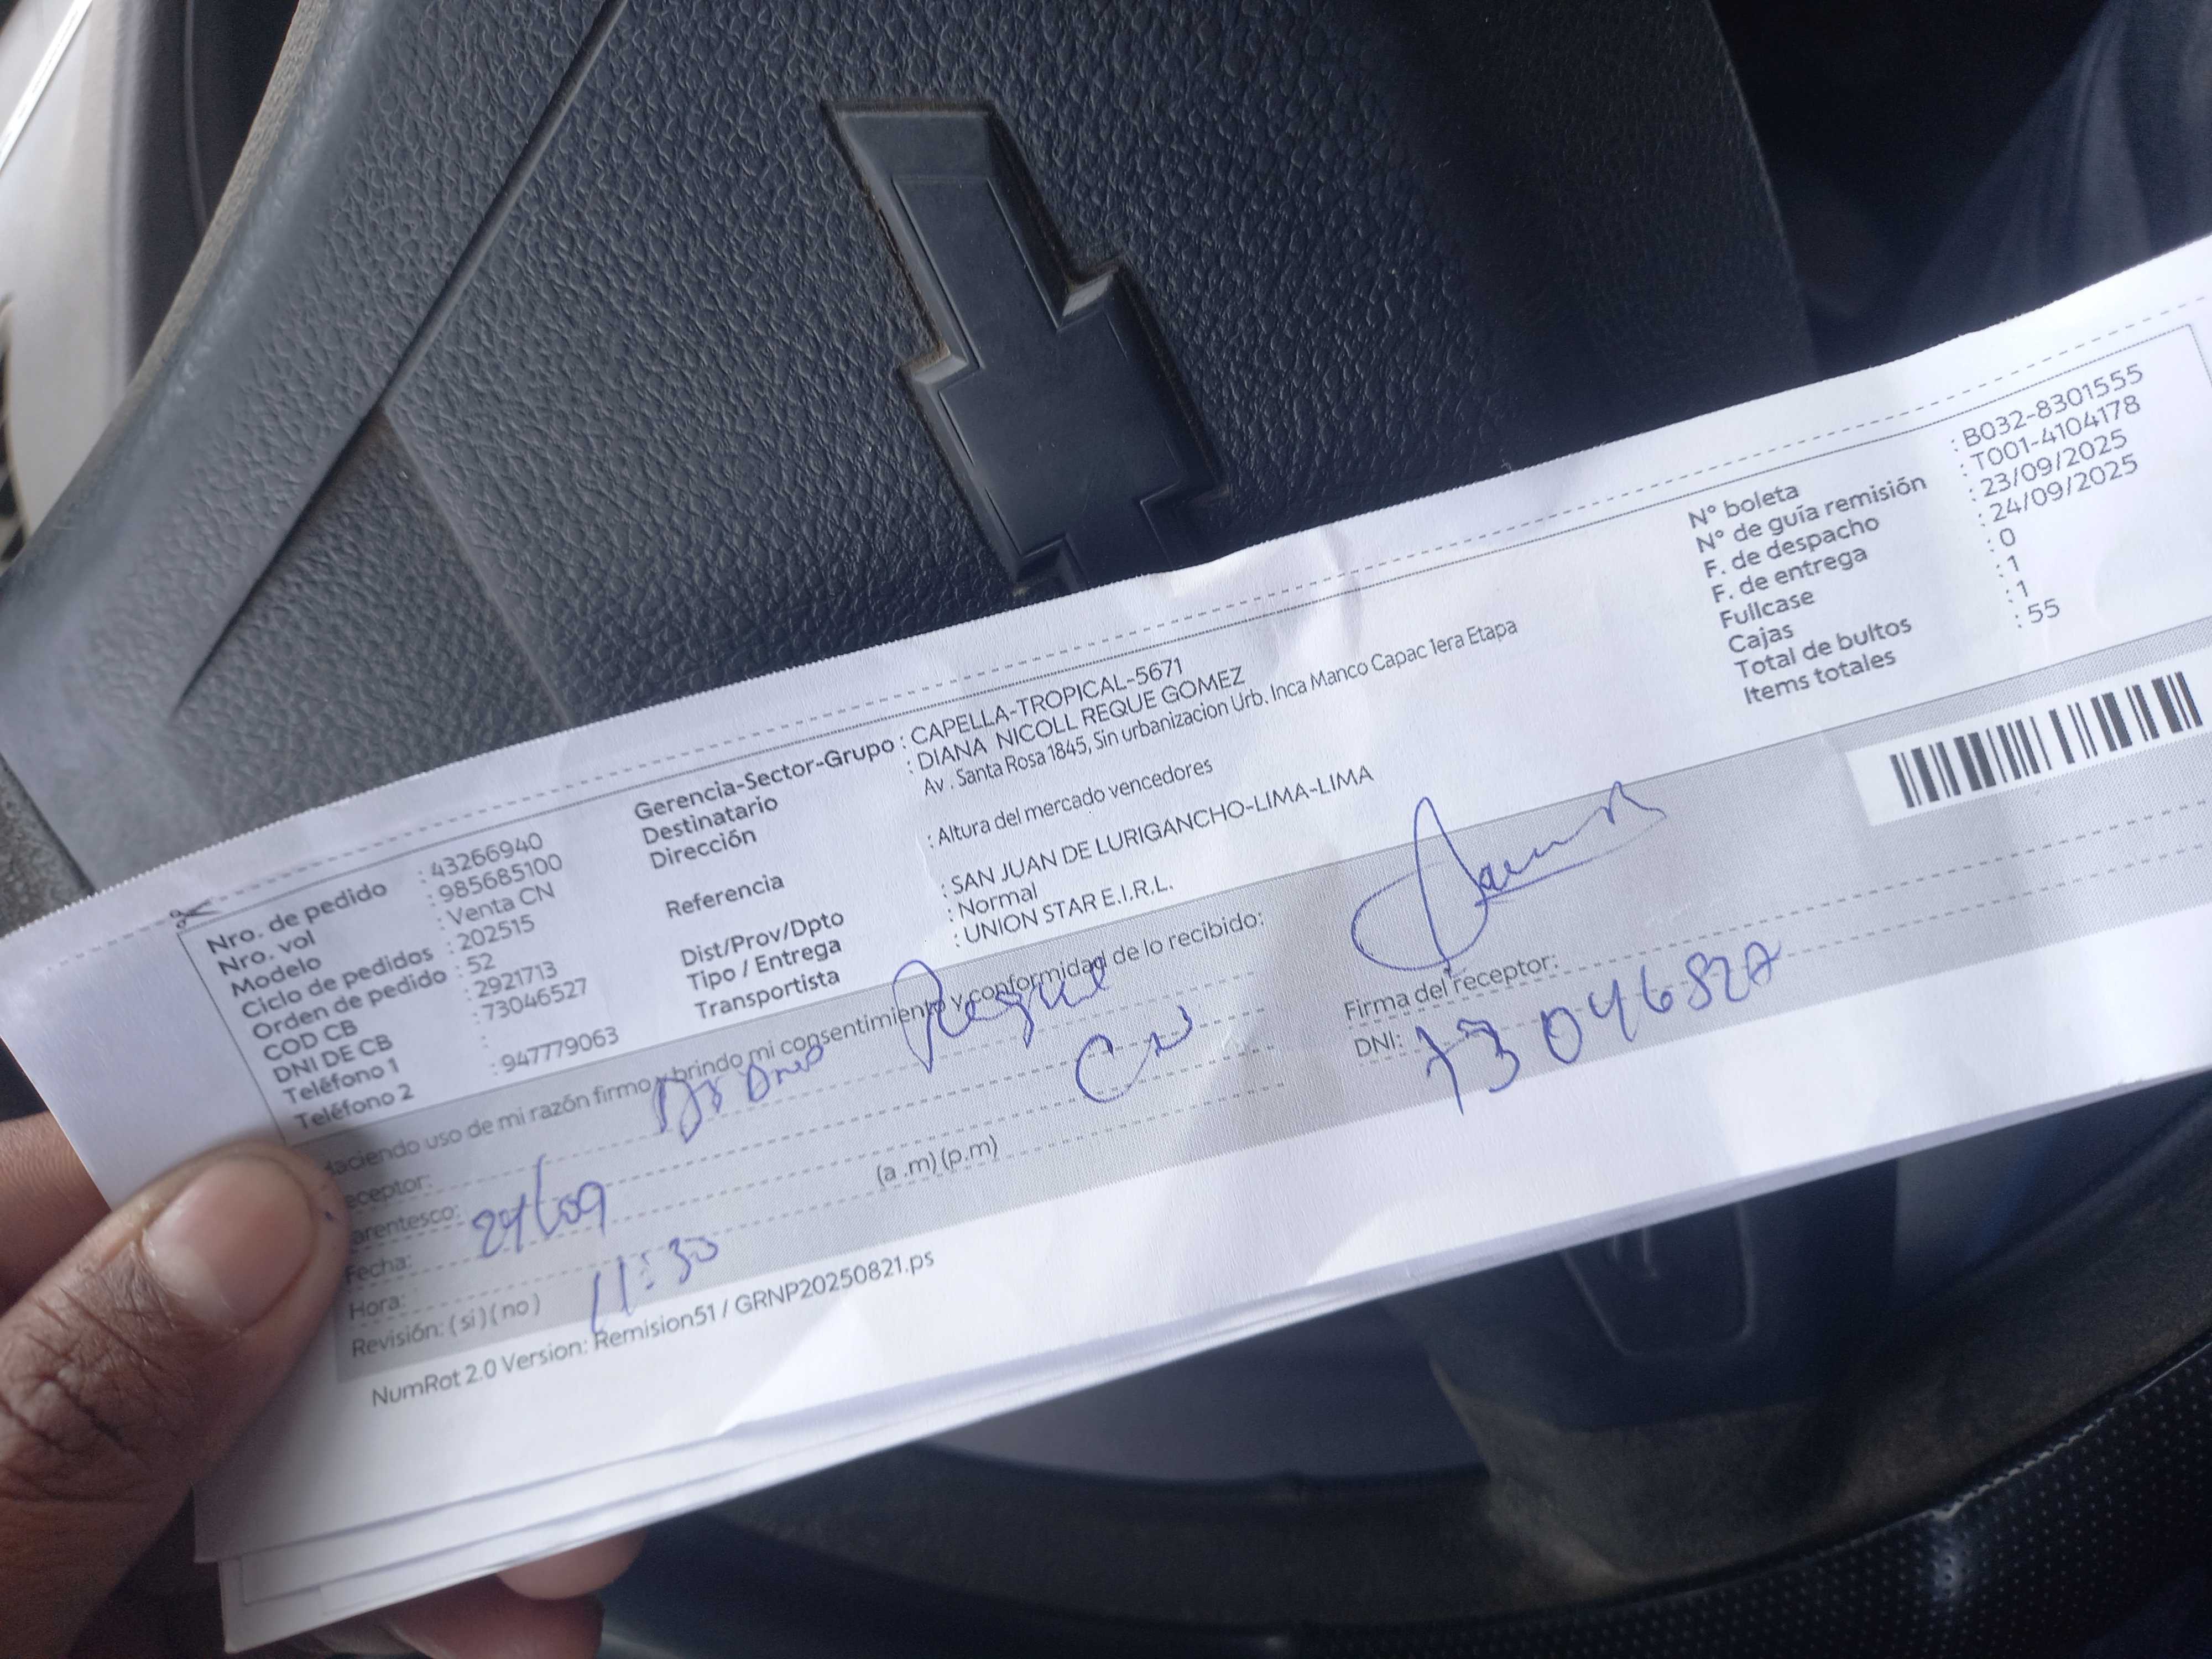 Nro. de pedido : 43266940
Nro. vol : 985685100
Modelo : Venta CN
Ciclo de pedidos : 202515
Orden de pedido : 52
COD CB : 2921713
DNI DE CB : 73046527
Teléfono 1 :
Teléfono 2 : 947779063
Gerencia-Sector-Grupo : CAPELLA-TROPICAL-5671
Destinatario : DIANA NICOLL REQUE GOMEZ
Dirección Av . Santa Rosa 1845, Sin urbanizacion Urb. Inca Manco Capac 1era Etapa
Referencia : Altura del mercado vencedores
Dist/Prov/Dpto : SAN JUAN DE LURIGANCHO-LIMA-LIMA
Tipo / Entrega : Normal
Transportista : UNION STAR E.I.R.L.
N° boleta : B032-8301555
N° de guía remisión : T001-4104178
F. de despacho : 23/09/2025
F. de entrega : 24/09/2025
Fullcase : 0
Cajas : 1
Total de bultos : 1
Items totales : 55
Haciendo uso de mi razón firmo y brindo mi consentimiento y conformidad de lo recibido:
eceptor: Reque
arentesco:
Fecha: 24/09
Hora: 11:30 (a .m) (p.m)
Revisión: ( si ) ( no )
Firma del receptor:
DNI:
NumRot 2.0 Version: Remision51 / GRNP20250821.ps